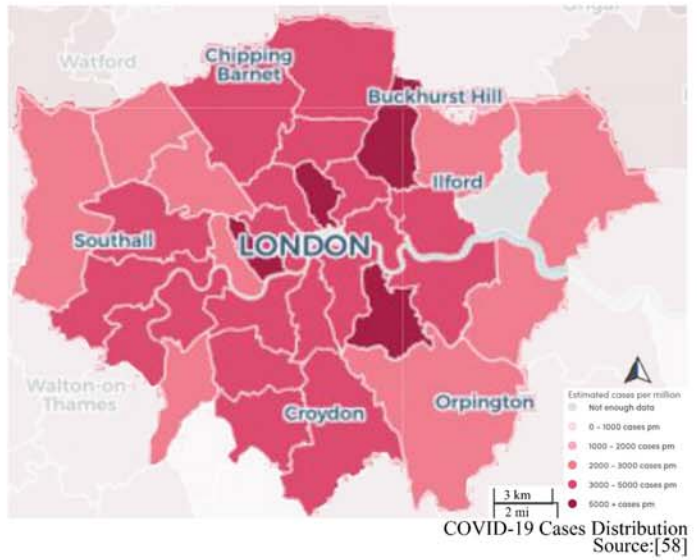 Ongar
Watford
Chipping
Barnet
Buckhurst Hill
Ilford
Southall
LONDON
Walton-on-
Thames
Croydon
Orpington
Estimated cases per million
Not enough data
0 - 1000 cases pm
1000 - 2000 cases pm
2000 - 3000 cases pm
3000 - 5000 cases pm
5000 + cases pm
3 km
2 mi
COVID-19 Cases Distribution
Source:[58]